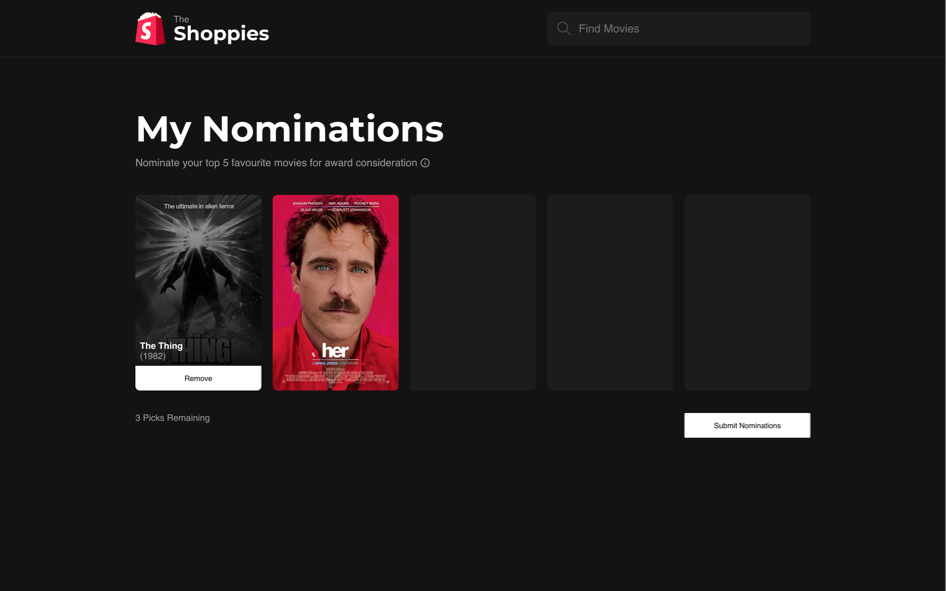 The
Shoppies
Find Movies
My Nominations
Nominate your top 5 favourite movies for award consideration
The ultimate in alien terror.
THING
The Thing
(1982)
Remove
JOAQUIN PHOENIX AMY ADAMS ROONEY MARA
OLIVIA WILDE SCARLETT JOHANSSON
her
A SPIKE JONZE LOVE STORY
3 Picks Remaining
Submit Nominations